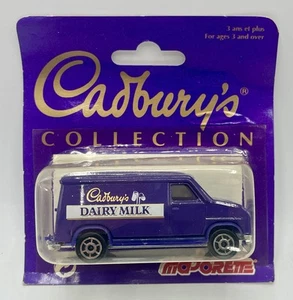 3 ans et plus
For ages 3 and over
Cadbury's®
COLLECTION
Cadbury's
DAIRY MILK
MAJORETTE